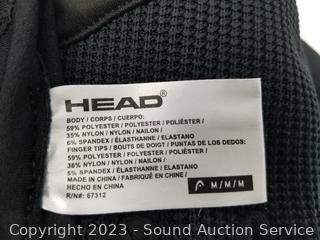 HEAD®
BODY / CORPS / CUERPO:
59% POLYESTER / POLYESTER / POLIÉSTER /
35% NYLON / NYLON / NAILON /
6% SPANDEX / ÉLASTHANNE / ELASTANO
FINGER TIPS / BOUTS DE DOIGT / PUNTAS DE LOS DEDOS:
59% POLYESTER / POLYESTER / POLIÉSTER /
36% NYLON / NYLON / NAILON /
5% SPANDEX / ÉLASTHANNE / ELASTANO
MADE IN CHINA / FABRIQUÉ EN CHINE /
HECHO EN CHINA
R/N#: 67312
M/M/M
Copyright 2023 - Sound Auction Service